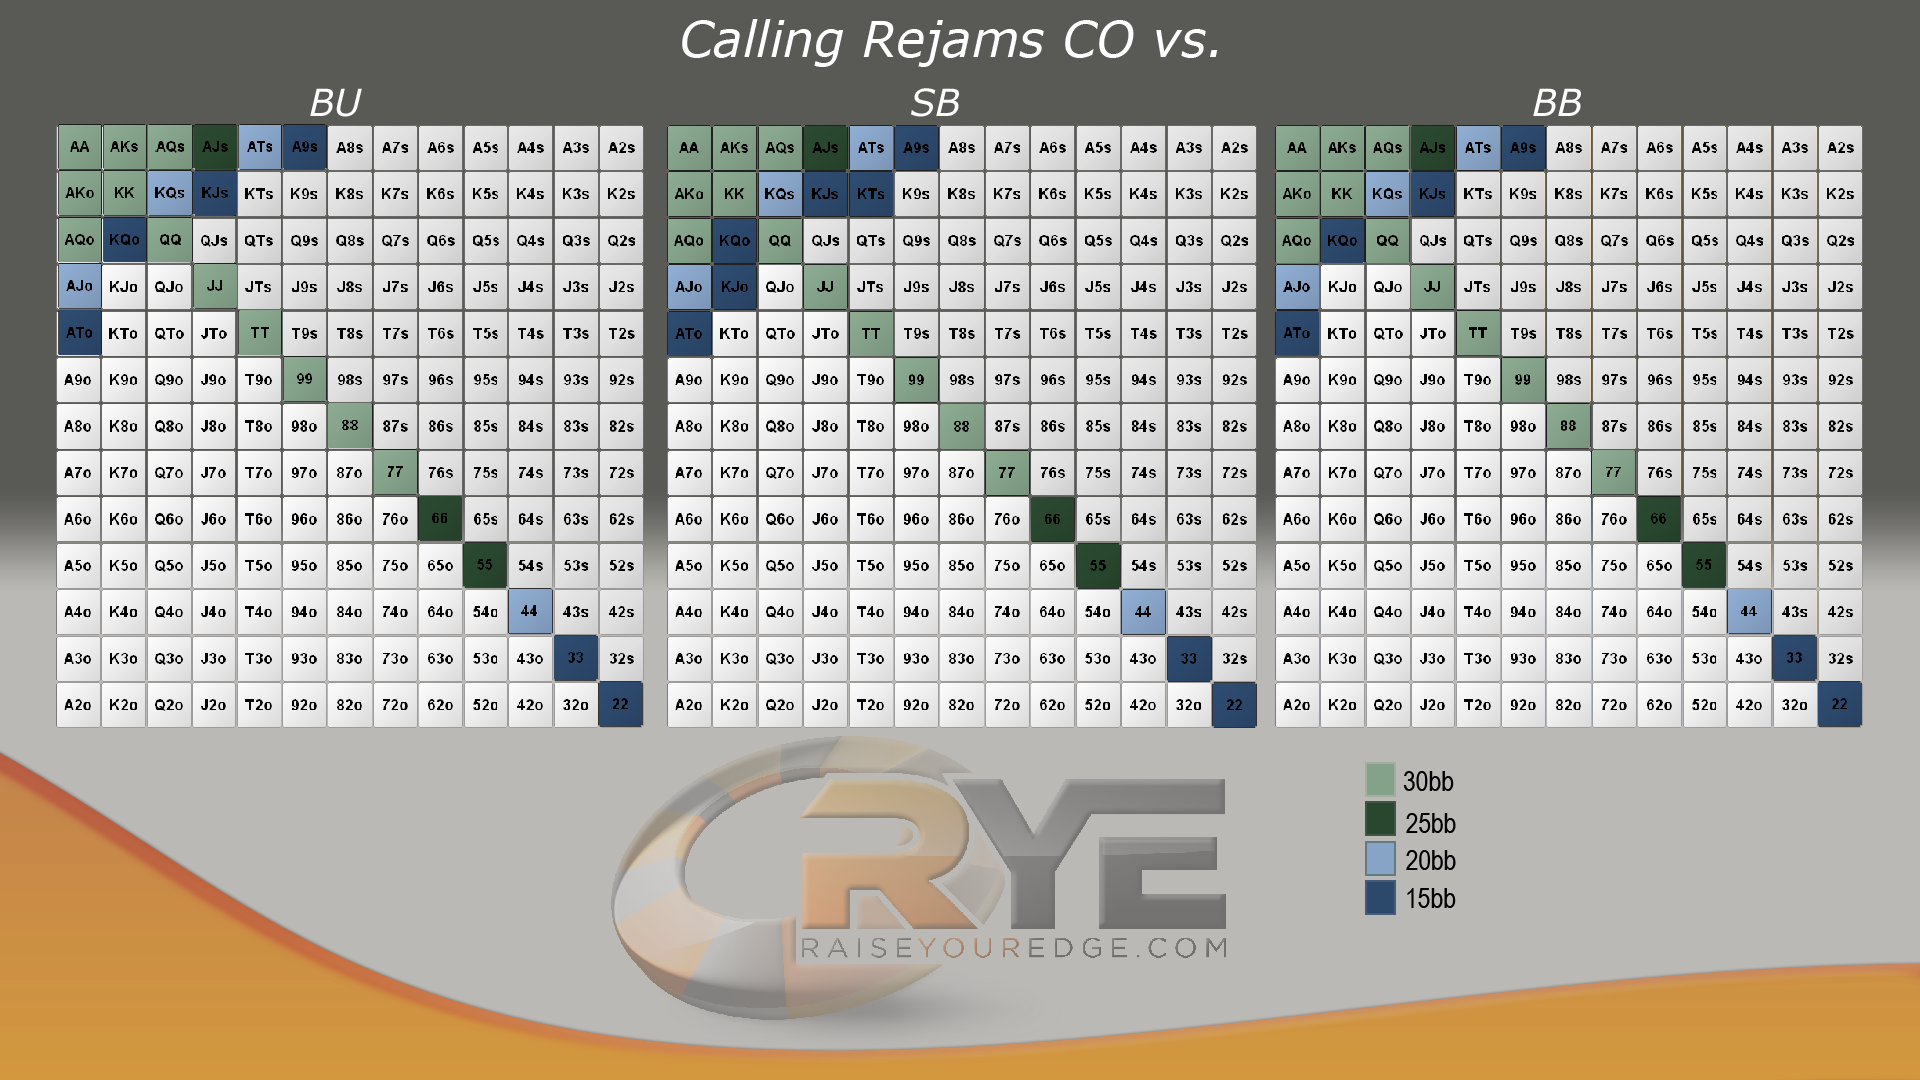 Calling Rejams CO vs.
BU SB BB
AA AKs AQs AJs ATs A9s A8s A7s A6s A5s A4s A3s A2s AA AKs AQs AJs ATs A9s A8s A7s A6s A5s A4s A3s A2s AA AKs AQs AJs ATs A9s A8s A7s A6s A5s A4s A3s A2s
AKo KK KQs KJs KTs K9s K8s K7s K6s K5s K4s K3s K2s AKo KK KQs KJs KTs K9s K8s K7s K6s K5s K4s K3s K2s AKo KK KQs KJs KTs K9s K8s K7s K6s K5s K4s K3s K2s
AQo KQo QQ QJs QTs Q9s Q8s Q7s Q6s Q5s Q4s Q3s Q2s AQo KQo QQ QJs QTs Q9s Q8s Q7s Q6s Q5s Q4s Q3s Q2s AQo KQo QQ QJs QTs Q9s Q8s Q7s Q6s Q5s Q4s Q3s Q2s
AJo KJo QJo JJ JTs J9s J8s J7s J6s J5s J4s J3s J2s AJo KJo QJo JJ JTs J9s J8s J7s J6s J5s J4s J3s J2s AJo KJo QJo JJ JTs J9s J8s J7s J6s J5s J4s J3s J2s
ATo KTo QTo JTo TT T9s T8s T7s T6s T5s T4s T3s T2s ATo KTo QTo JTo TT T9s T8s T7s T6s T5s T4s T3s T2s ATo KTo QTo JTo TT T9s T8s T7s T6s T5s T4s T3s T2s
A9o K9o Q9o J9o T9o 99 98s 97s 96s 95s 94s 93s 92s A9o K9o Q9o J9o T9o 99 98s 97s 96s 95s 94s 93s 92s A9o K9o Q9o J9o T9o 99 98s 97s 96s 95s 94s 93s 92s
A8o K8o Q8o J8o T8o 98o 88 87s 86s 85s 84s 83s 82s A8o K8o Q8o J8o T8o 98o 88 87s 86s 85s 84s 83s 82s A8o K8o Q8o J8o T8o 98o 88 87s 86s 85s 84s 83s 82s
A7o K7o Q7o J7o T7o 97o 87o 77 76s 75s 74s 73s 72s A7o K7o Q7o J7o T7o 97o 87o 77 76s 75s 74s 73s 72s A7o K7o Q7o J7o T7o 97o 87o 77 76s 75s 74s 73s 72s
A6o K6o Q6o J6o T6o 96o 86o 76o 66 65s 64s 63s 62s A6o K6o Q6o J6o T6o 96o 86o 76o 66 65s 64s 63s 62s A6o K6o Q6o J6o T6o 96o 86o 76o 66 65s 64s 63s 62s
A5o K5o Q5o J5o T5o 95o 85o 75o 65o 55 54s 53s 52s A5o K5o Q5o J5o T5o 95o 85o 75o 65o 55 54s 53s 52s A5o K5o Q5o J5o T5o 95o 85o 75o 65o 55 54s 53s 52s
A4o K4o Q4o J4o T4o 94o 84o 74o 64o 54o 44 43s 42s A4o K4o Q4o J4o T4o 94o 84o 74o 64o 54o 44 43s 42s A4o K4o Q4o J4o T4o 94o 84o 74o 64o 54o 44 43s 42s
A3o K3o Q3o J3o T3o 93o 83o 73o 63o 53o 43o 33 32s A3o K3o Q3o J3o T3o 93o 83o 73o 63o 53o 43o 33 32s A3o K3o Q3o J3o T3o 93o 83o 73o 63o 53o 43o 33 32s
A2o K2o Q2o J2o T2o 92o 82o 72o 62o 52o 42o 32o 22 A2o K2o Q2o J2o T2o 92o 82o 72o 62o 52o 42o 32o 22 A2o K2o Q2o J2o T2o 92o 82o 72o 62o 52o 42o 32o 22
30bb
25bb
20bb
15bb
RYE
RAISEYOUREDGE.COM